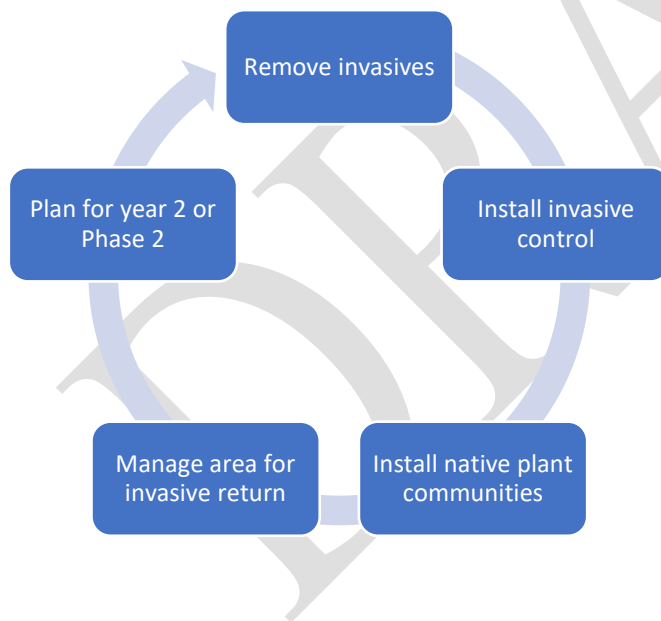 Remove invasives
Install invasive
control
Install native plant
communities
Manage area for
invasive return
Plan for year 2 or
Phase 2